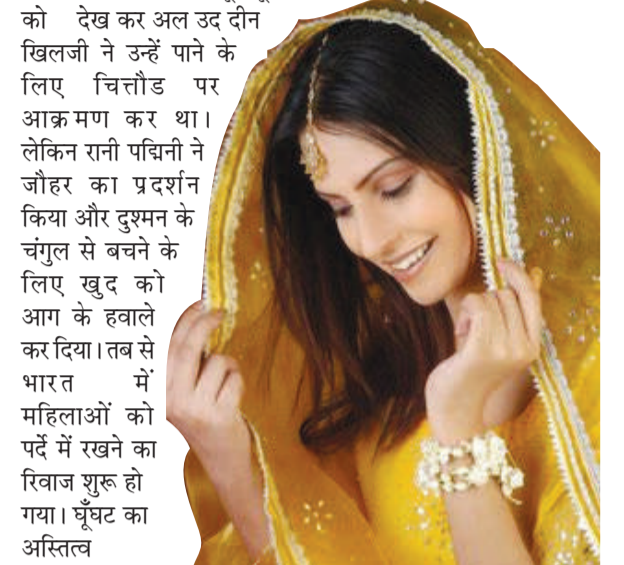 को देख कर अल उद दीन
खिलजी ने उन्हें पाने के
लिए चित्तौड पर
आक्रमण कर था।
लेकिन रानी पद्मिनी ने
जौहर का प्रदर्शन
किया और दुश्मन के
चंगुल से बचने के
लिए खुद को
आग के हवाले
कर दिया। तब से
भारत में
महिलाओं को
पर्दे में रखने का
रिवाज शुरू हो
गया। घूँघट का
अस्तित्व